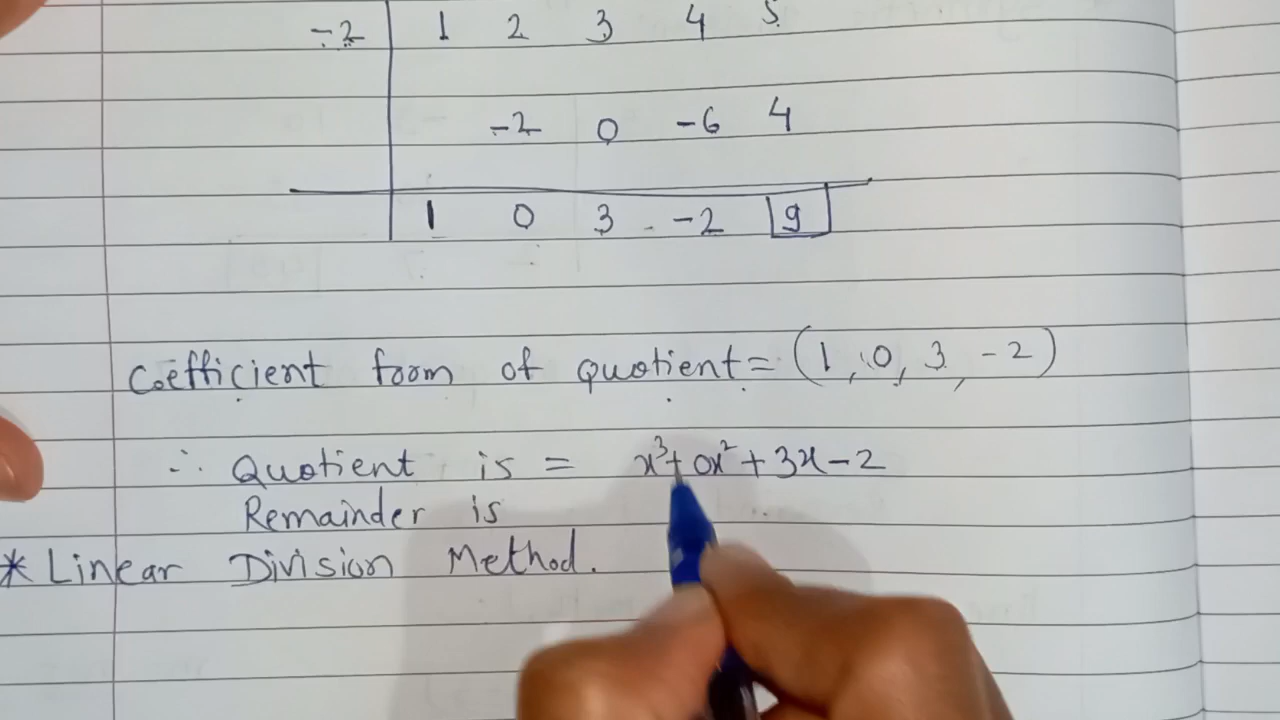 -2 | 1 2 3 4 5
-2 0 -6 4
1 0 3 -2 9
Coefficient form of quotient = (1, 0, 3, -2)
∴ Quotient is = x³ + 0x² + 3x - 2
Remainder is
* Linear Division Method.